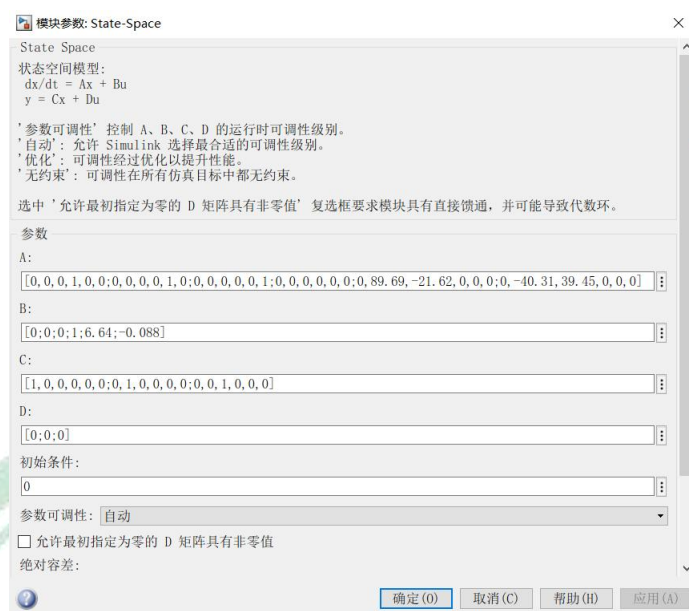 模块参数: State-Space
State Space
状态空间模型:
dx/dt = Ax + Bu
y = Cx + Du
'参数可调性' 控制 A、B、C、D 的运行时可调性级别。
'自动': 允许 Simulink 选择最合适的可调性级别。
'优化': 可调性经过优化以提升性能。
'无约束': 可调性在所有仿真目标中都无约束。
选中 '允许最初指定为零的 D 矩阵具有非零值' 复选框要求模块具有直接馈通，并可能导致代数环。
参数
A:
[0,0,0,1,0,0;0,0,0,0,1,0;0,0,0,0,0,1;0,0,0,0,0,0;0,89.69,-21.62,0,0,0;0,-40.31,39.45,0,0,0]
B:
[0;0;0;1;6.64;-0.088]
C:
[1,0,0,0,0,0;0,1,0,0,0,0;0,0,1,0,0,0]
D:
[0;0;0]
初始条件:
0
参数可调性: 自动
允许最初指定为零的 D 矩阵具有非零值
绝对容差:
确定(O) 取消(C) 帮助(H) 应用(A)